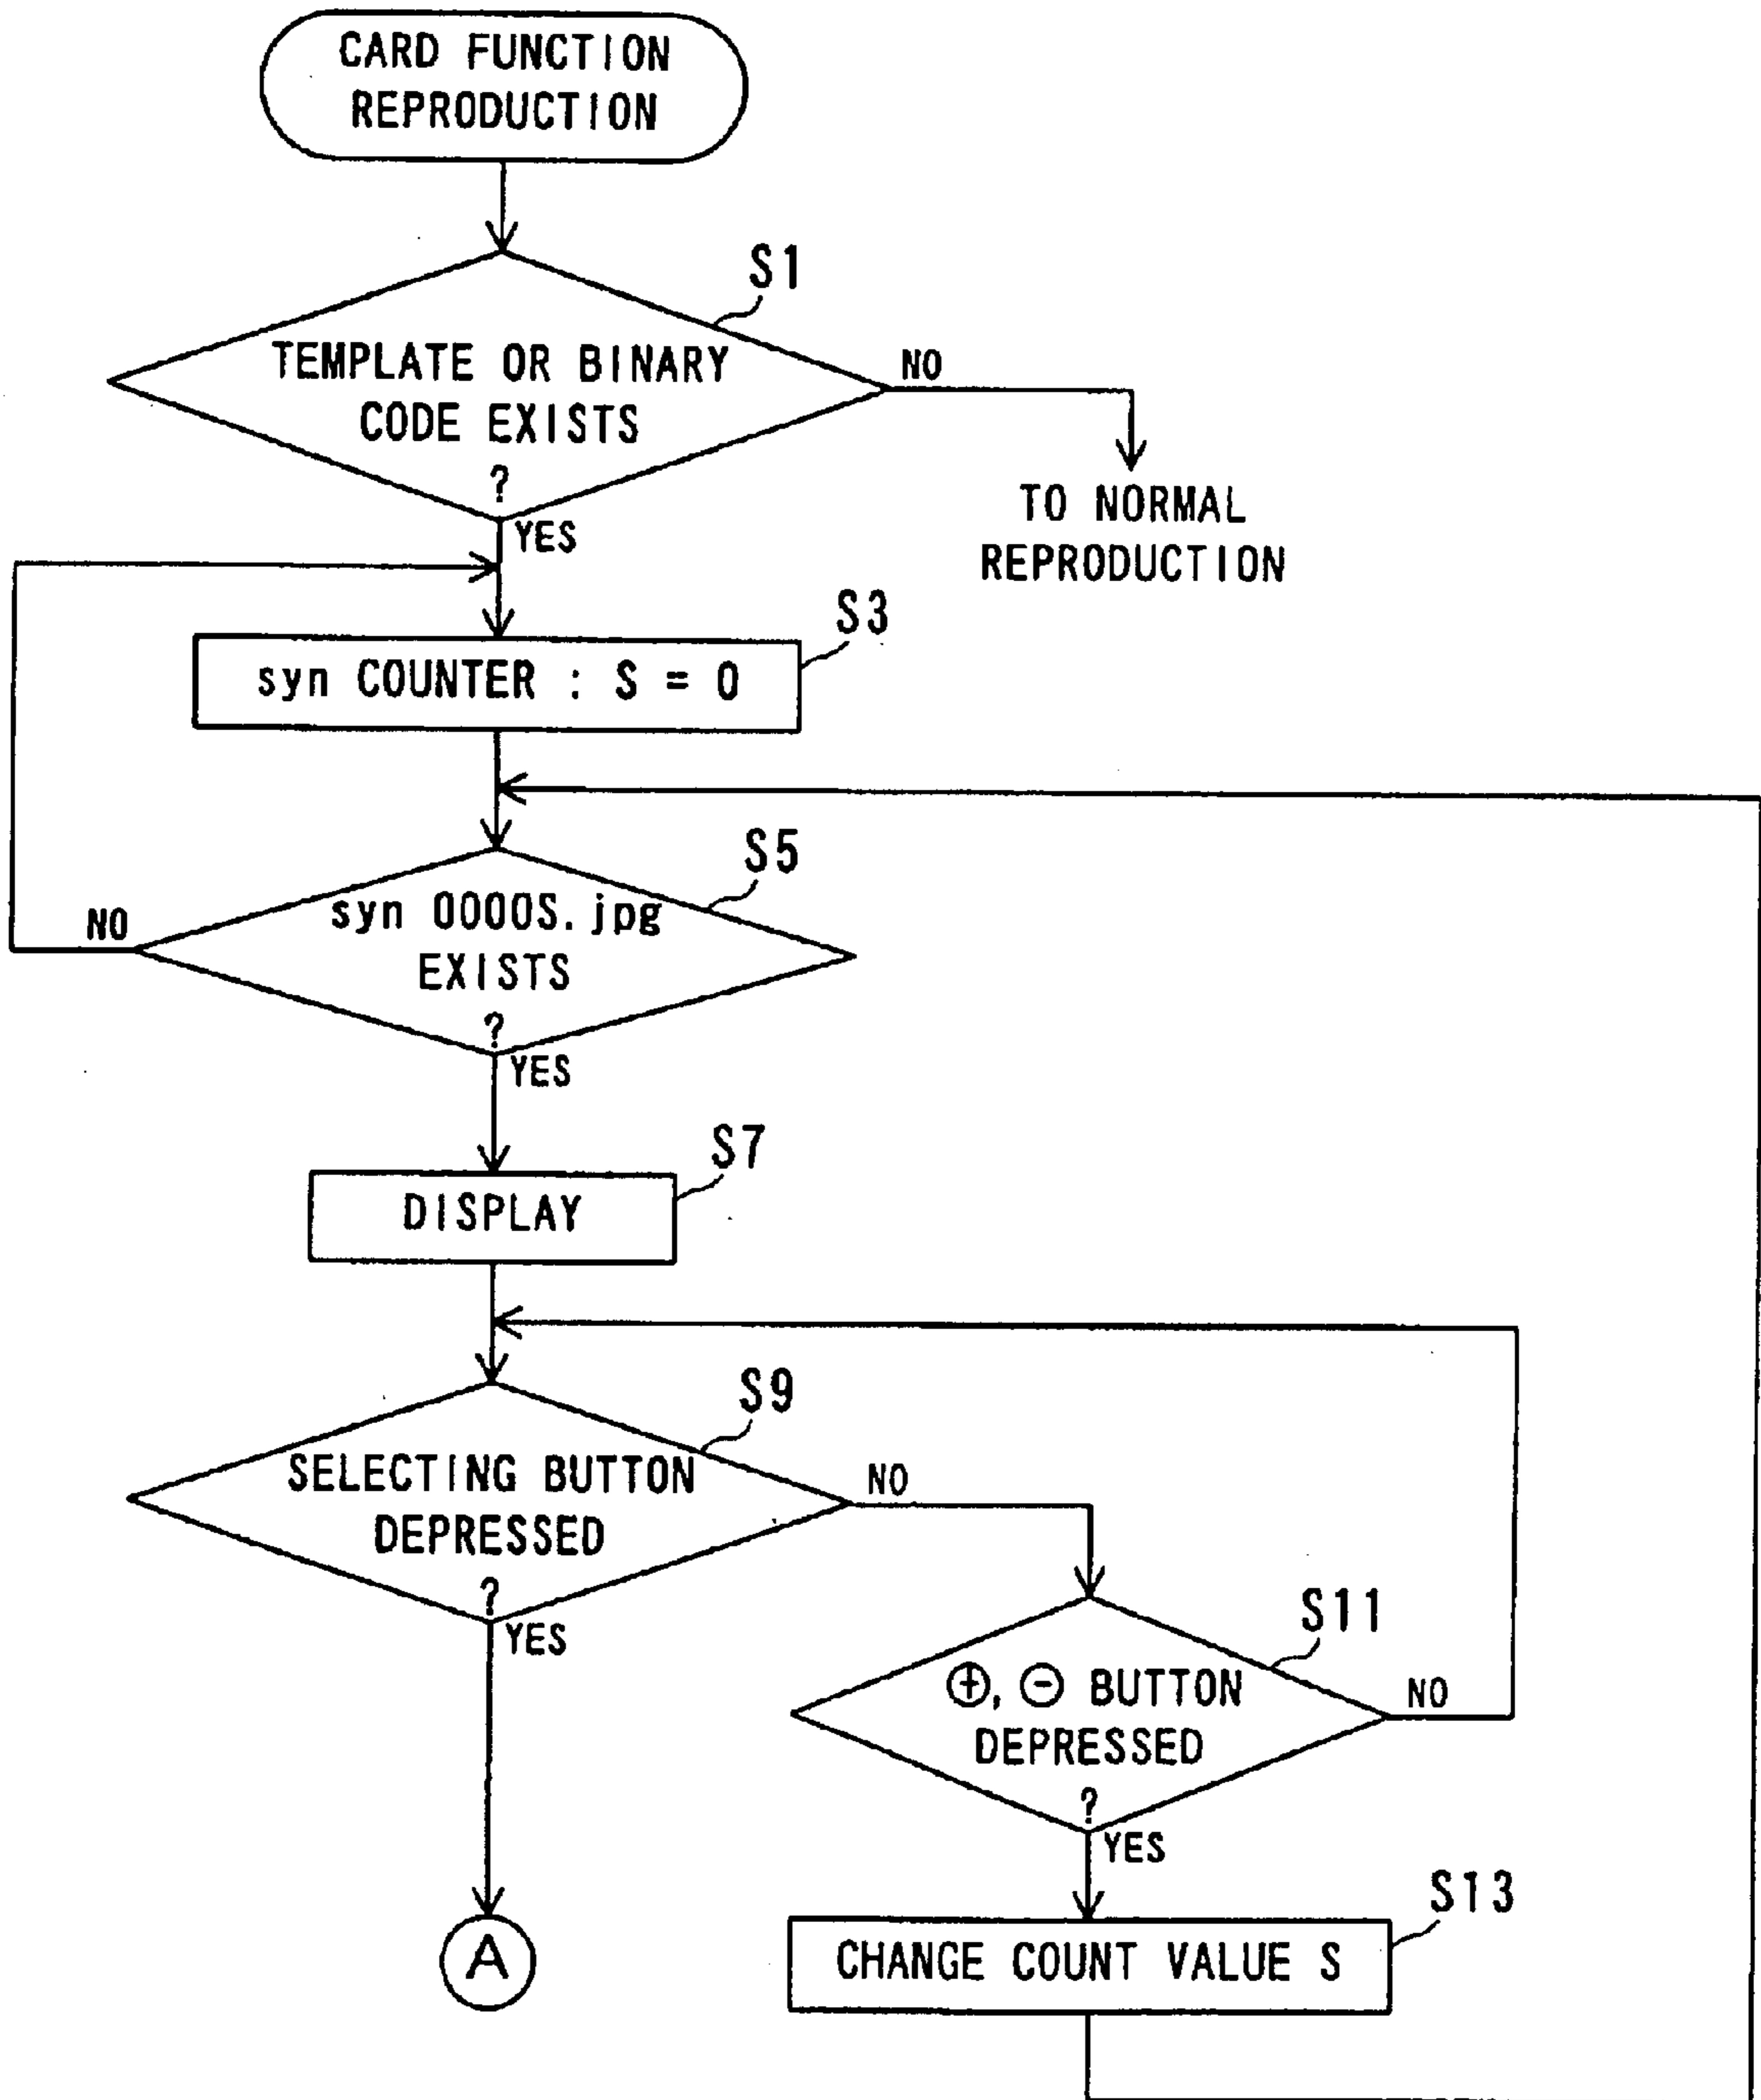 CARD FUNCTION
REPRODUCTION
S1
TEMPLATE OR BINARY
CODE EXISTS
?
NO
YES
TO NORMAL
REPRODUCTION
S3
syn COUNTER : S = 0
S5
syn 0000S.jpg
EXISTS
?
NO
YES
S7
DISPLAY
S9
SELECTING BUTTON
DEPRESSED
?
NO
YES
S11
⊕, ⊖ BUTTON
DEPRESSED
?
NO
YES
S13
CHANGE COUNT VALUE S
A